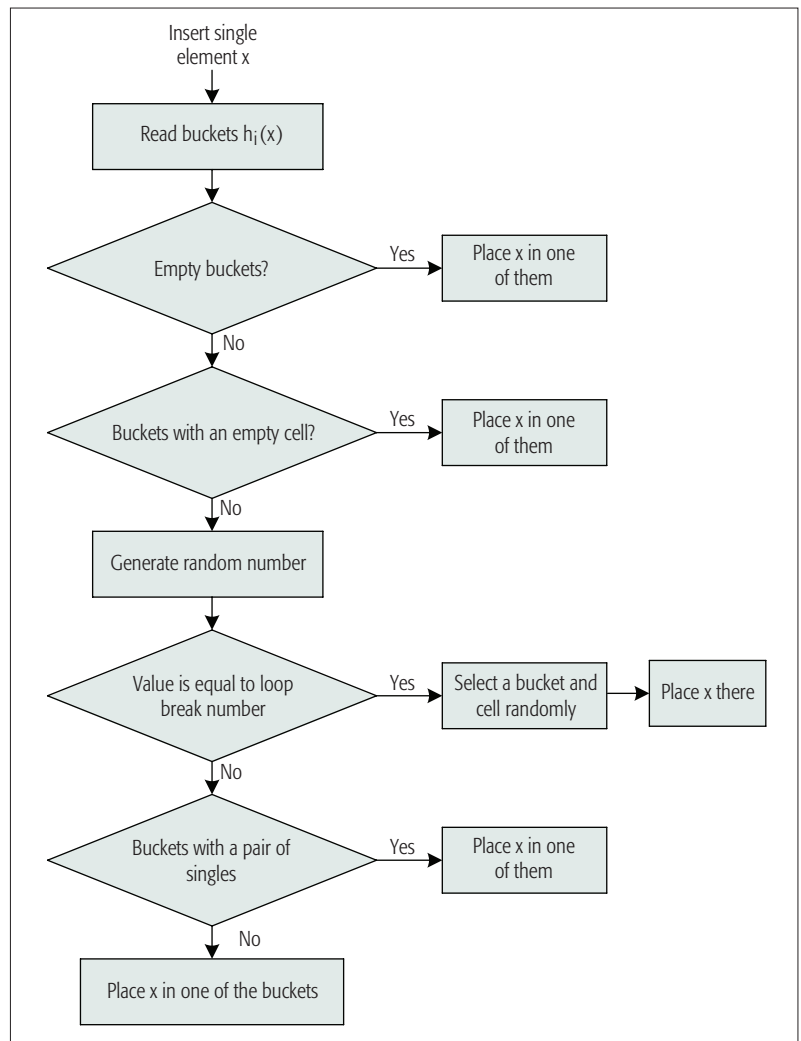 Insert single
element x
Read buckets hi(x)
Empty buckets?
Yes
Place x in one
of them
No
Buckets with an empty cell?
Yes
Place x in one
of them
No
Generate random number
Value is equal to loop
break number
Yes
Select a bucket and
cell randomly
Place x there
No
Buckets with a pair of
singles
Yes
Place x in one
of them
No
Place x in one of the buckets